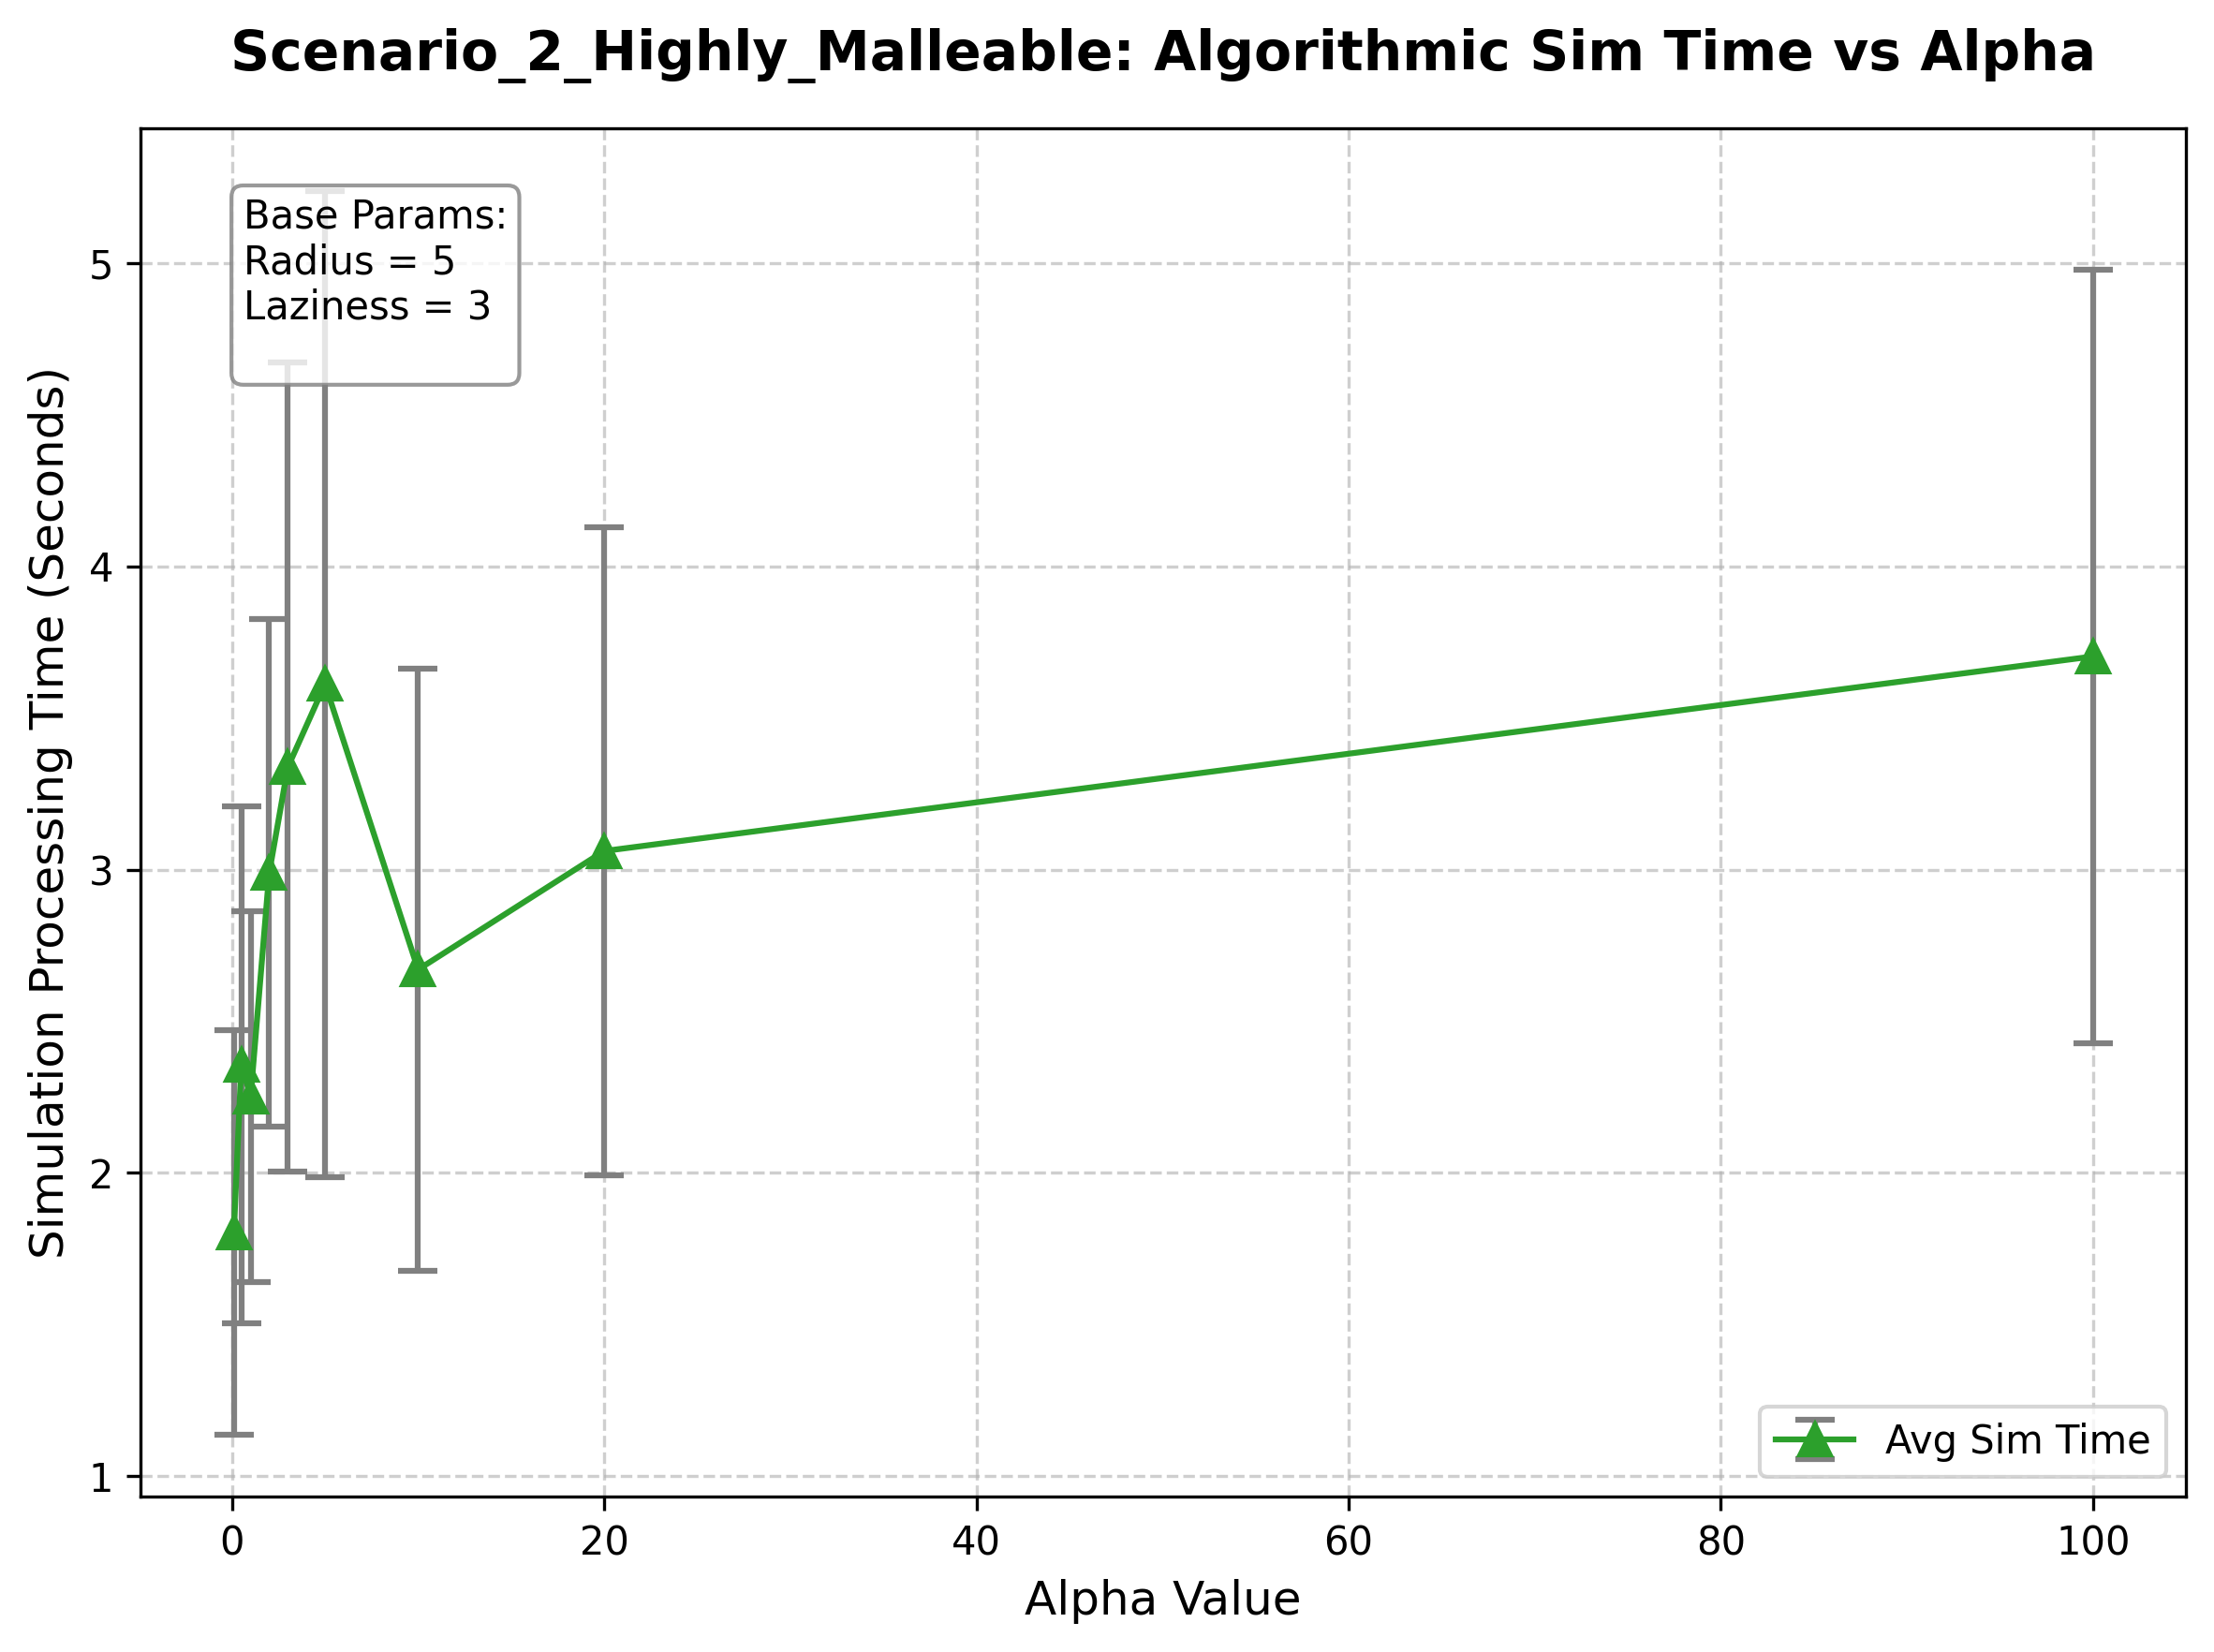 Scenario_2_Highly_Malleable: Algorithmic Sim Time vs Alpha
Base Params:
Radius = 5
Laziness = 3
Simulation Processing Time (Seconds)
5
4
3
2
1
0
20
40
60
80
100
Alpha Value
Avg Sim Time